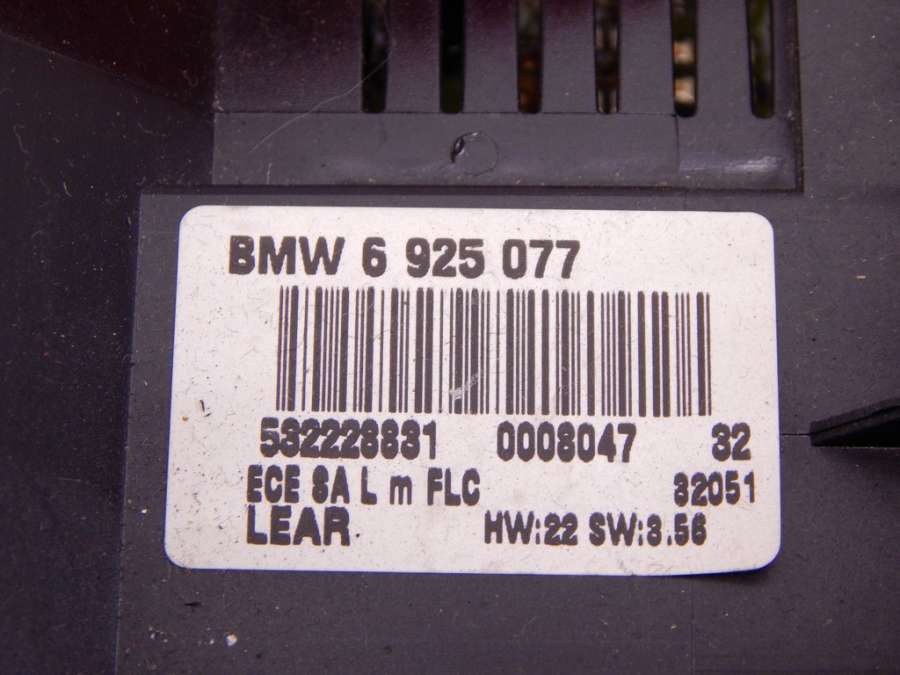 BMW 6 925 077
532228831 0008047 32
ECE SA L m FLC 32051
LEAR HW:22 SW:3.56